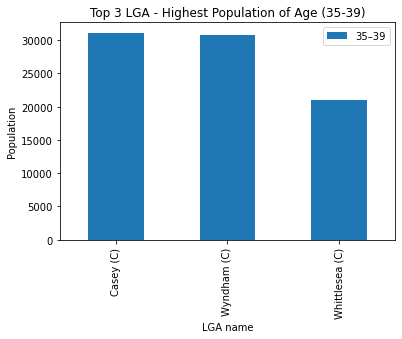 Top 3 LGA - Highest Population of Age (35-39)
35–39
Population
30000
25000
20000
15000
10000
5000
0
Casey (C)
Wyndham (C)
Whittlesea (C)
LGA name